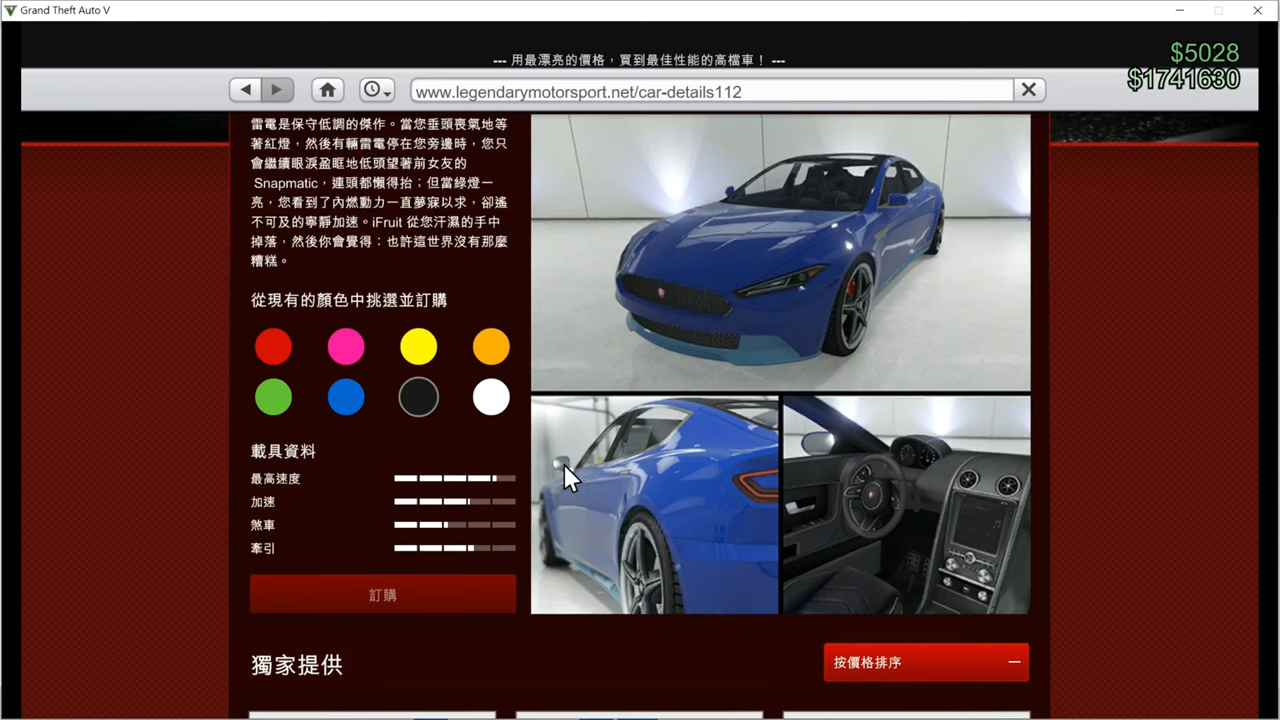 Grand Theft Auto V
$5028
--- 用最漂亮的價格，買到最佳性能的高檔車！ ---
$1741630
www.legendarymotorsport.net/car-details112
雷電是保守低調的傑作。當您垂頭喪氣地等
著紅燈，然後有輛雷電停在您旁邊時，您只
會繼續眼淚盈眶地低頭望著前女友的
Snapmatic，連頭都懶得抬；但當綠燈一
亮，您看到了內燃動力一直夢寐以求，卻遙
不可及的寧靜加速。iFruit 從您汗濕的手中
掉落，然後你會覺得：也許這世界沒有那麼
糟糕。
從現有的顏色中挑選並訂購
載具資料
最高速度
加速
煞車
牽引
訂購
獨家提供
按價格排序